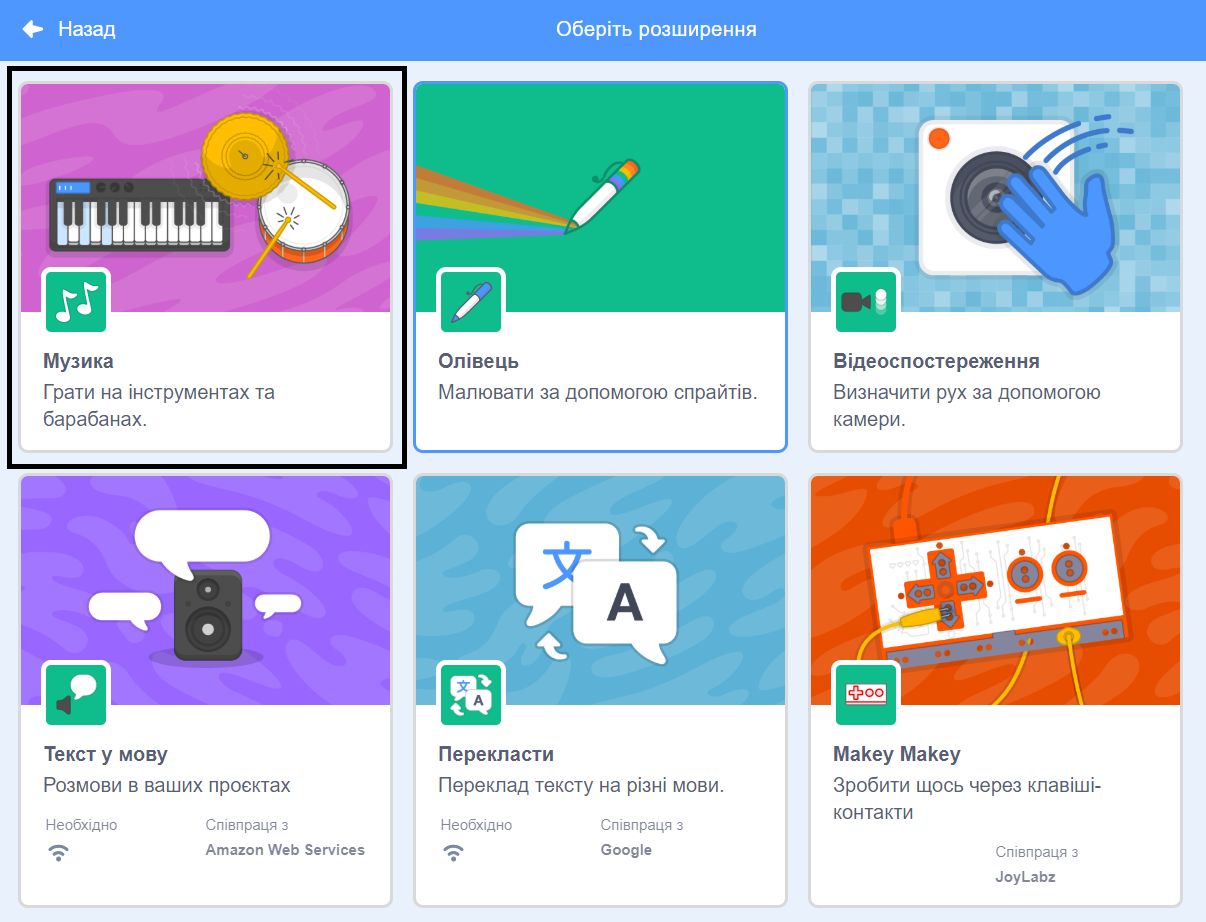 Назад
Оберіть розширення
Музика
Грати на інструментах та
барабанах.
Олівець
Малювати за допомогою спрайтів.
Відеоспостереження
Визначити рух за допомогою
камери.
文
A
文
A
Текст у мову
Розмови в ваших проєктах
Необхідно
Співпраця з
Amazon Web Services
Перекласти
Переклад тексту на різні мови.
Необхідно
Співпраця з
Google
Makey Makey
Зробити щось через клавіші-
контакти
Співпраця з
JoyLabz